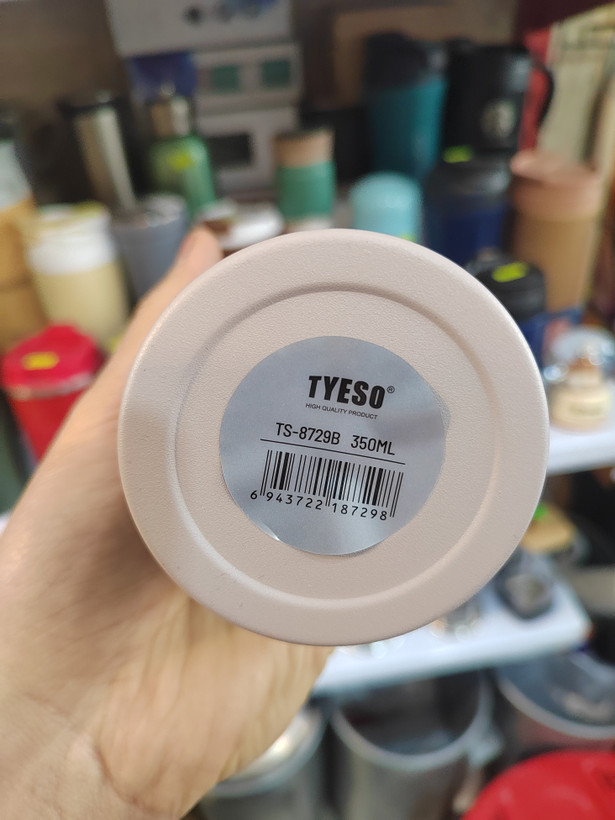 TYESO®
HIGH QUALITY PRODUCT
TS-8729B 350ML
6 943722 187298